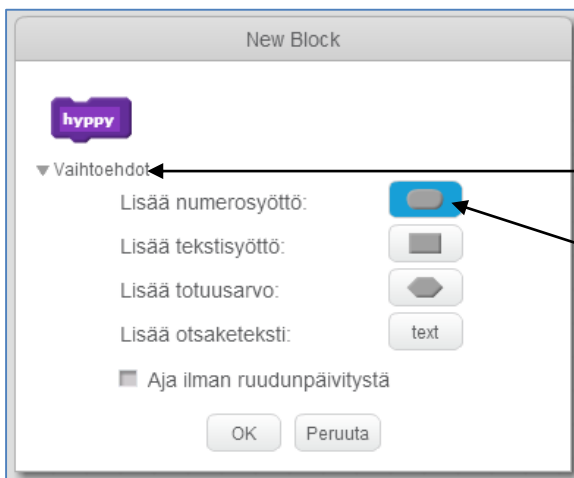 New Block
hyppy
Vaihtoehdot
Lisää numerosyöttö:
Lisää tekstisyöttö:
Lisää totuusarvo:
Lisää otsaketeksti: text
Aja ilman ruudunpäivitystä
OK Peruuta